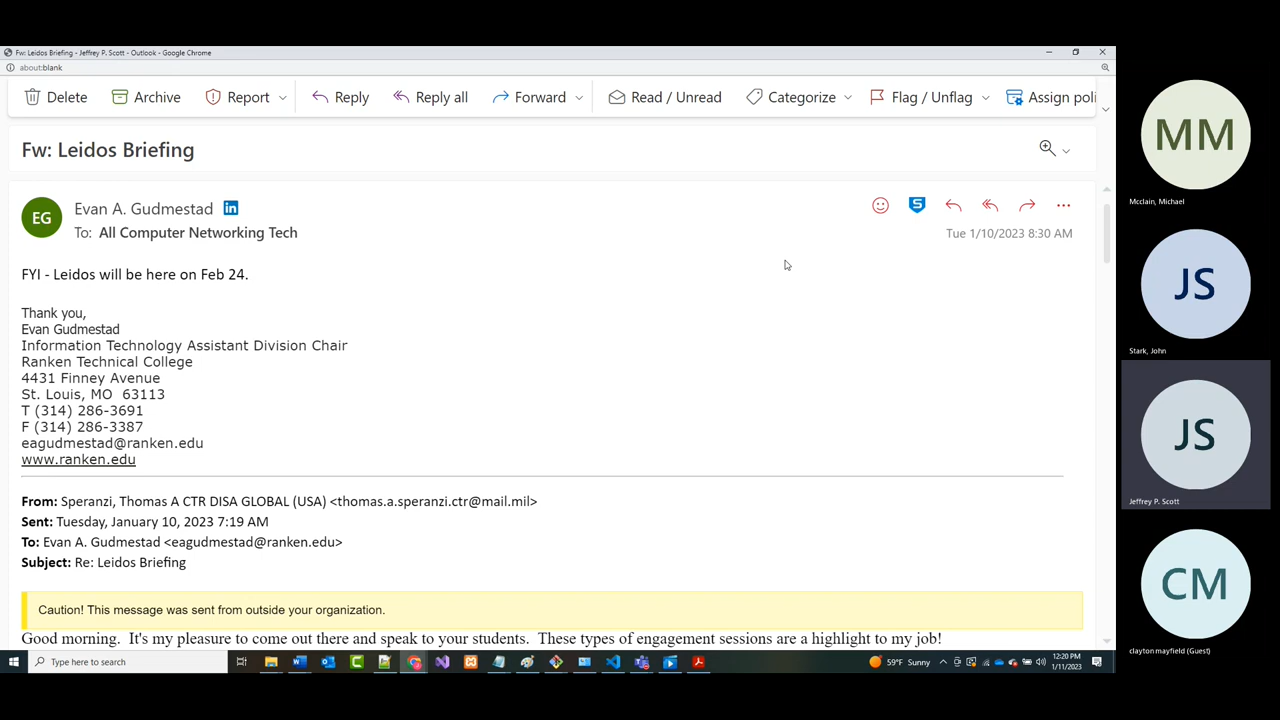 Fw: Leidos Briefing - Jeffrey P. Scott - Outlook - Google Chrome
about:blank
Delete Archive Report Reply Reply all Forward Read / Unread Categorize Flag / Unflag Assign poli
Fw: Leidos Briefing
EG
Evan A. Gudmestad in
To: All Computer Networking Tech
Tue 1/10/2023 8:30 AM
FYI - Leidos will be here on Feb 24.
Thank you,
Evan Gudmestad
Information Technology Assistant Division Chair
Ranken Technical College
4431 Finney Avenue
St. Louis, MO 63113
T (314) 286-3691
F (314) 286-3387
eagudmestad@ranken.edu
www.ranken.edu
From: Speranzi, Thomas A CTR DISA GLOBAL (USA) <thomas.a.speranzi.ctr@mail.mil>
Sent: Tuesday, January 10, 2023 7:19 AM
To: Evan A. Gudmestad <eagudmestad@ranken.edu>
Subject: Re: Leidos Briefing
Caution! This message was sent from outside your organization.
Good morning. It's my pleasure to come out there and speak to your students. These types of engagement sessions are a highlight to my job!
Type here to search
59°F Sunny
12:20 PM
1/11/2023
MM
Mcclain, Michael
JS
Stark, John
JS
Jeffrey P. Scott
CM
clayton mayfield (Guest)